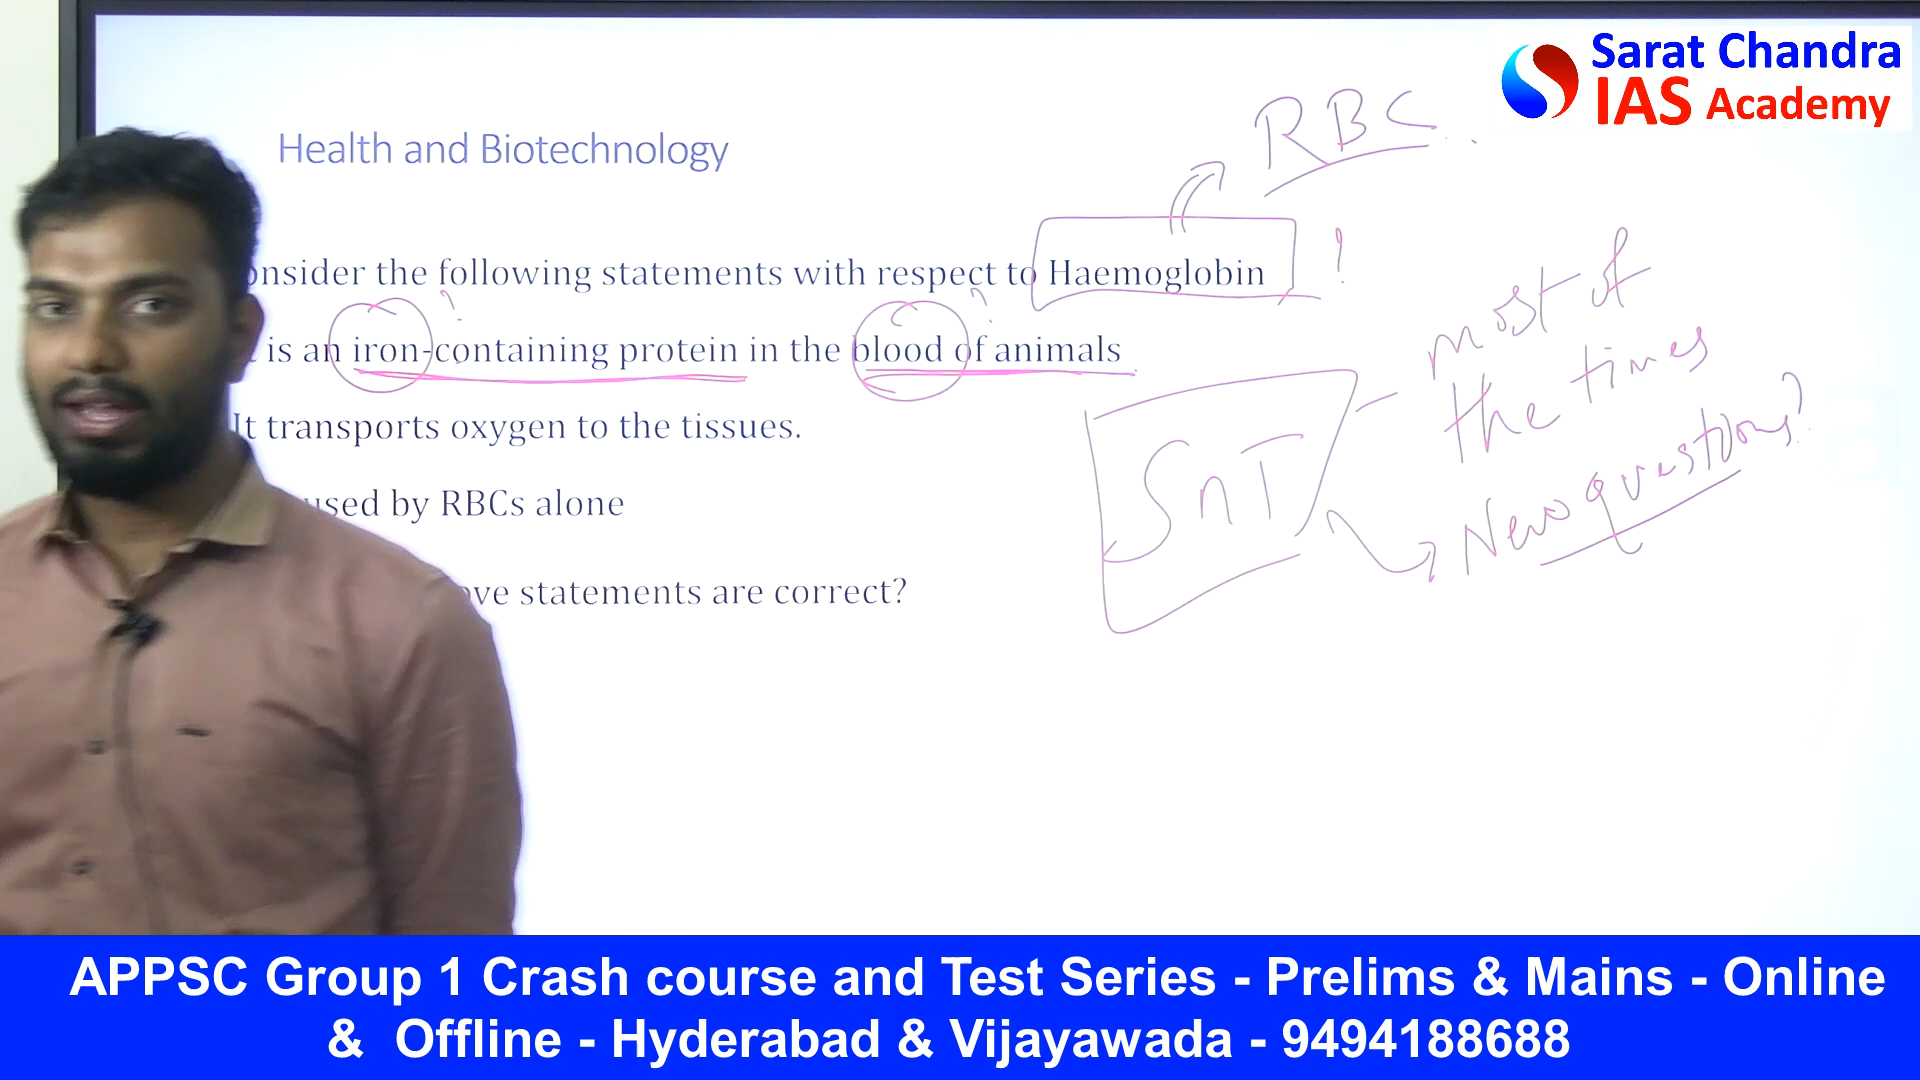 Sarat Chandra
IAS Academy
RBC
Health and Biotechnology
onsider the following statements with respect to Haemoglobin
is an iron-containing protein in the blood of animals
It transports oxygen to the tissues.
used by RBCs alone
ove statements are correct?
most of
the times
SnT
New questions?
APPSC Group 1 Crash course and Test Series - Prelims & Mains - Online
& Offline - Hyderabad & Vijayawada - 9494188688